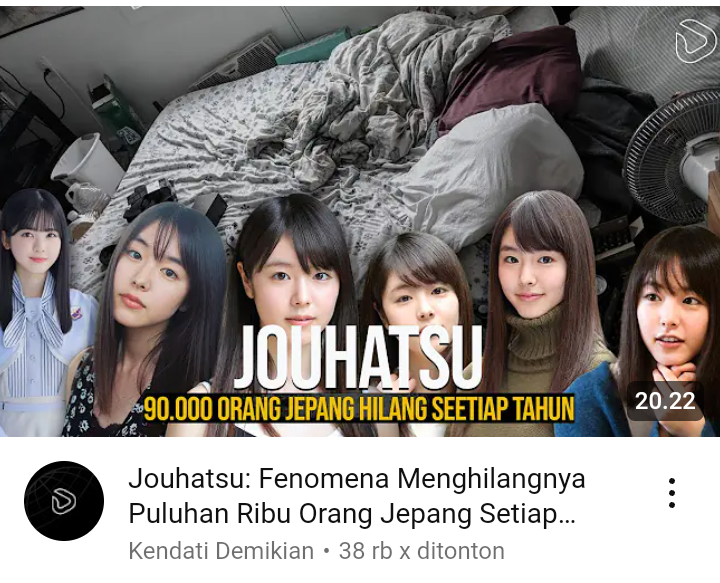 JOUHATSU
90.000 ORANG JEPANG HILANG SEETIAP TAHUN
20.22
Jouhatsu: Fenomena Menghilangnya
Puluhan Ribu Orang Jepang Setiap...
Kendati Demikian • 38 rb x ditonton